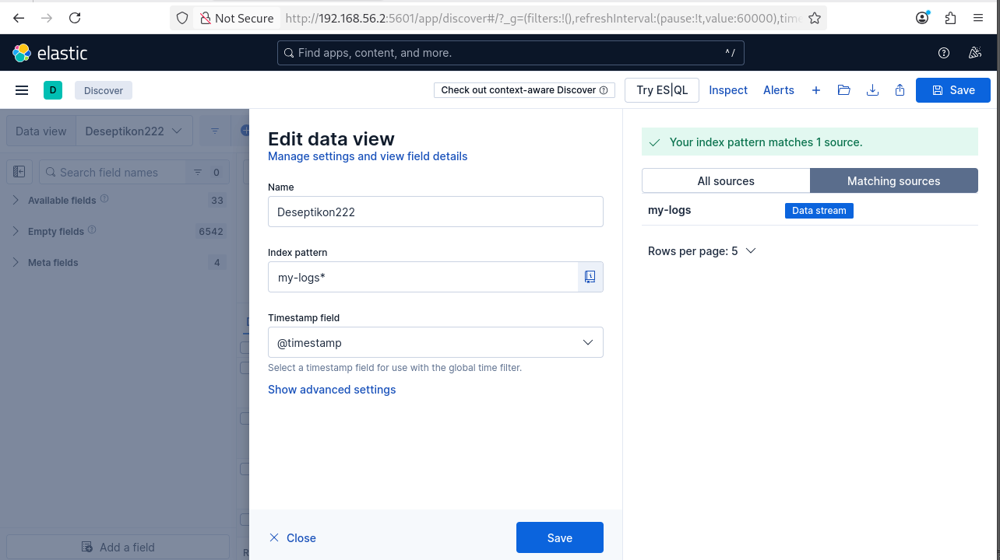 Not Secure http://192.168.56.2:5601/app/discover#/?_g=(filters:!(),refreshInterval:(pause:!t,value:60000),time
elastic Find apps, content, and more. ^ /
D Discover Check out context-aware Discover Try ES|QL Inspect Alerts Save
Data view Deseptikon222
Search field names 0
Available fields 33
Empty fields 6542
Meta fields 4
Add a field
Edit data view
Manage settings and view field details
Name
Deseptikon222
Index pattern
my-logs*
Timestamp field
@timestamp
Select a timestamp field for use with the global time filter.
Show advanced settings
Close Save
Your index pattern matches 1 source.
All sources Matching sources
my-logs Data stream
Rows per page: 5